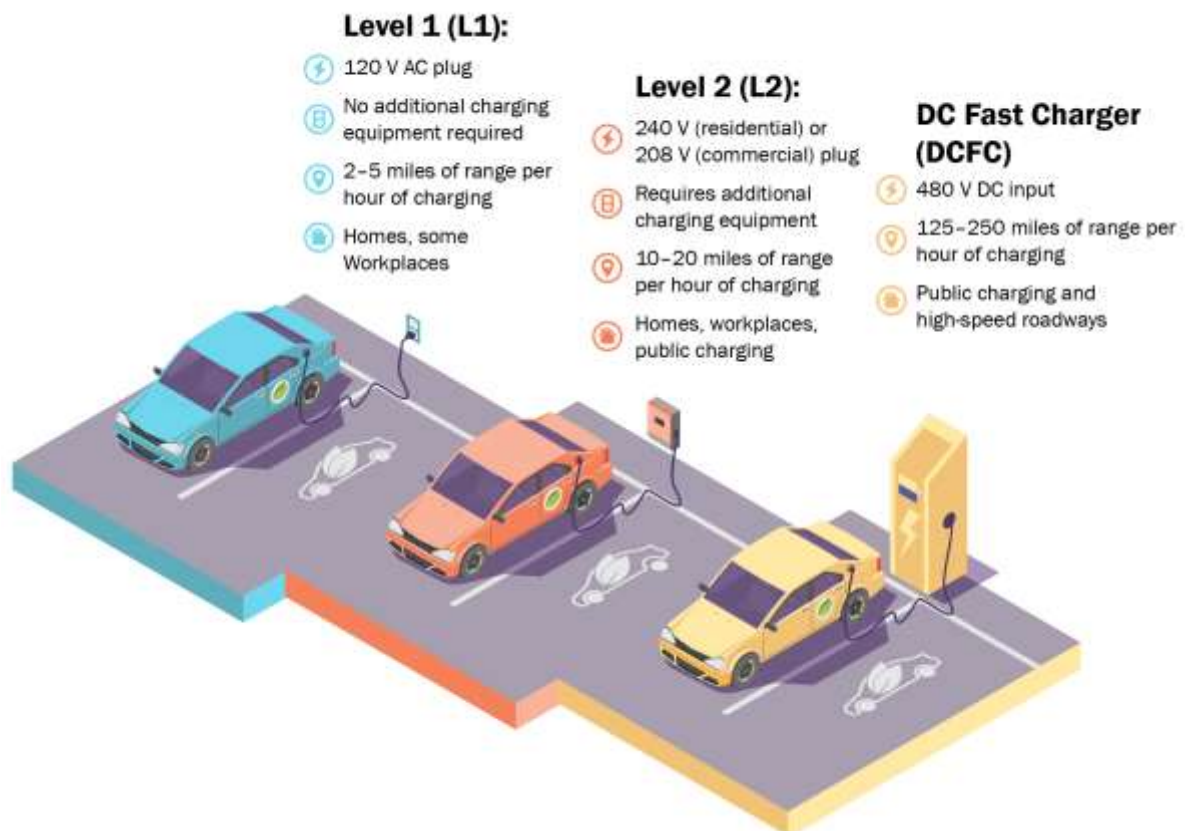 Level 1 (L1):
120 V AC plug
No additional charging
equipment required
2–5 miles of range per
hour of charging
Homes, some
Workplaces
Level 2 (L2):
240 V (residential) or
208 V (commercial) plug
Requires additional
charging equipment
10–20 miles of range
per hour of charging
Homes, workplaces,
public charging
DC Fast Charger
(DCFC)
480 V DC input
125–250 miles of range per
hour of charging
Public charging and
high-speed roadways